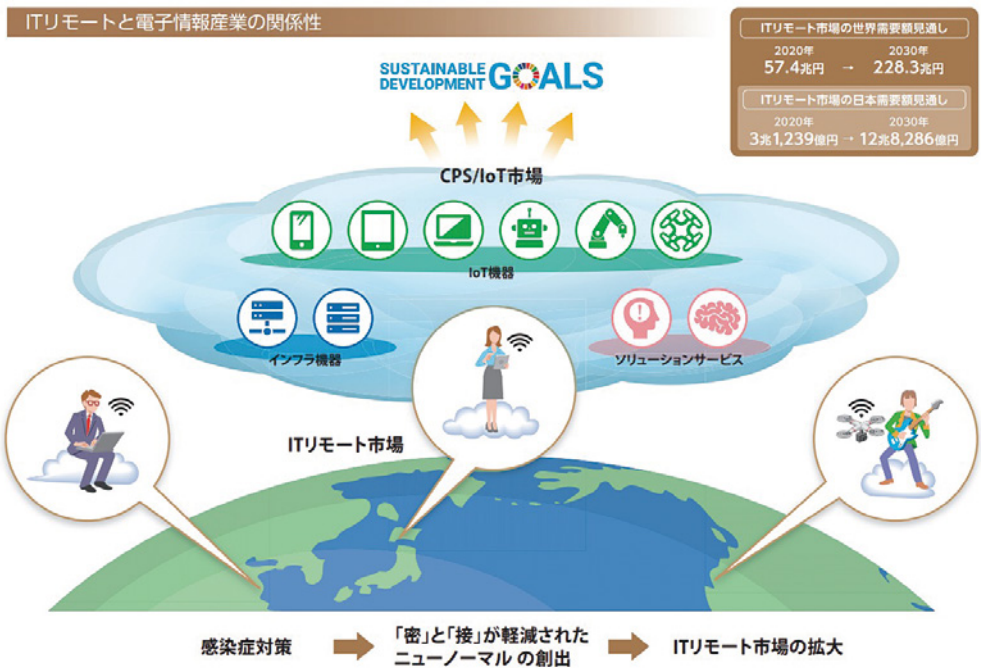 ITリモートと電子情報産業の関係性
ITリモート市場の世界需要額見通し
2020年 2030年
57.4兆円 → 228.3兆円
ITリモート市場の日本需要額見通し
2020年 2030年
3兆1,239億円 → 12兆8,286億円
SUSTAINABLE
DEVELOPMENT
GOALS
CPS/IoT市場
IoT機器
インフラ機器
ソリューションサービス
ITリモート市場
感染症対策
「密」と「接」が軽減された
ニューノーマル の創出
ITリモート市場の拡大